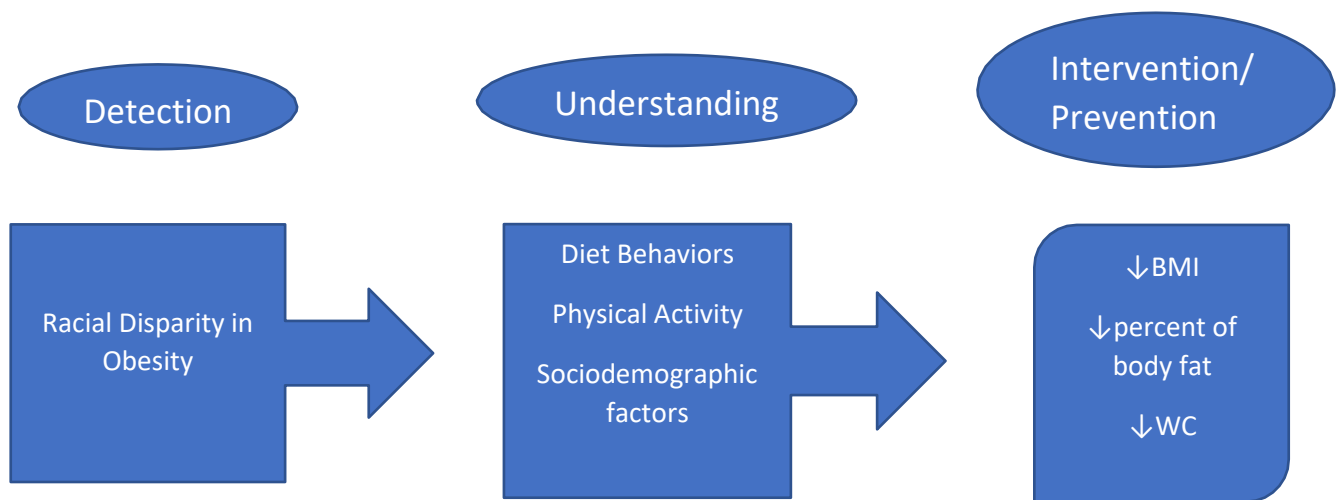 Detection
Understanding
Intervention/
Prevention
Racial Disparity in
Obesity
Diet Behaviors
Physical Activity
Sociodemographic
factors
↓BMI
↓percent of
body fat
↓WC